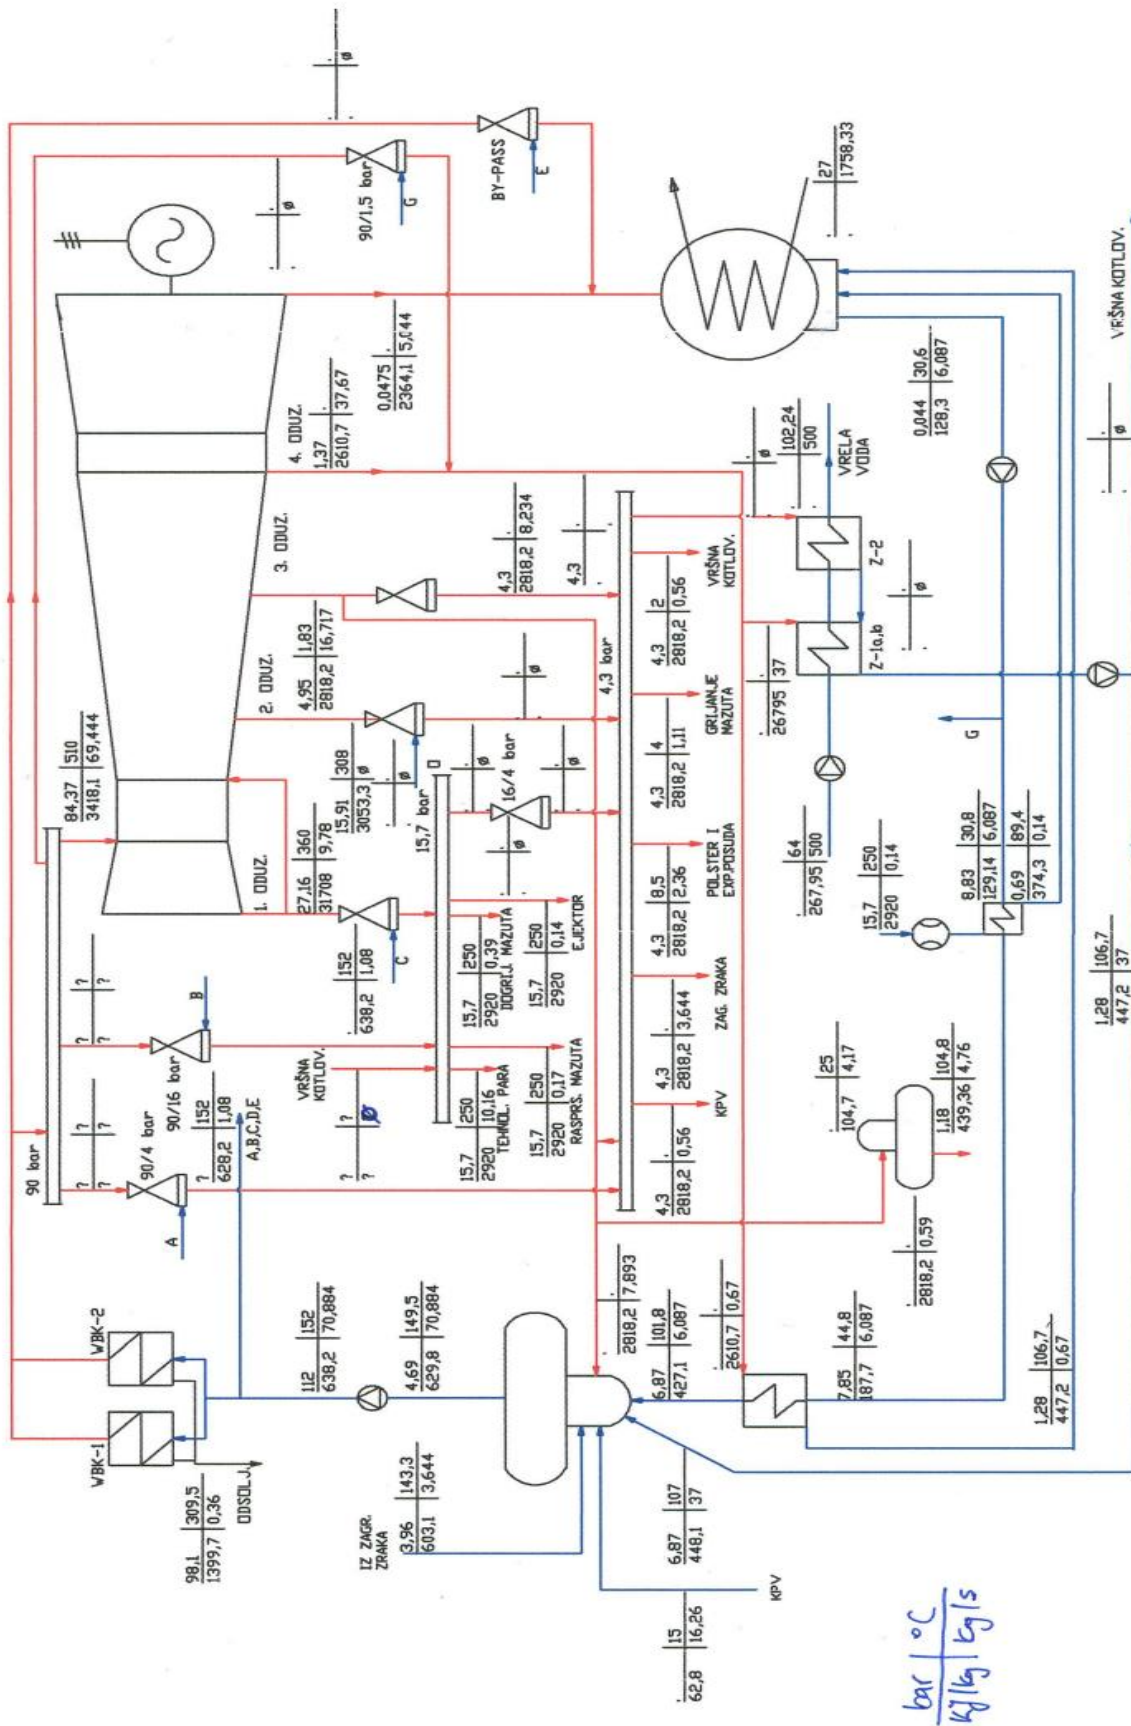 WBK-1
WBK-2
98,1 | 309,5
1399,7 | 0,36
ODSOLJ.
112 | 152
638,2 | 70,884
4,69 | 149,5
629,8 | 70,884
IZ ZAGR.
ZRAKA
3,96 | 143,3
603,1 | 3,644
15
62,8 | 16,26
KPV
6,87 | 107
448,1 | 37
6,87 | 101,8
427,1 | 6,087
2818,2 | 7,893
2610,7 | 0,67
7,85 | 44,8
187,7 | 6,087
1,28 | 106,7
447,2 | 0,67
bar | °C
kJ/kg | kg/s
90 bar
? | ?
? | ?
? | ?
? | ?
90/4 bar
A
90/16 bar
B
? | 152
628,2 | 1,08
A,B,C,D,E
VRŠNA
KOTLOV.
? | ?
? | Ø
84,37 | 510
3418,1 | 69,444
1. ODUZ.
27,16 | 360
31708 | 9,78
152
638,2 | 1,08
C
2. ODUZ.
15,91 | 308
3053,3 | Ø
Ø
Ø
4,95 | 1,83
2818,2 | 16,717
3. ODUZ.
4,3
2818,2 | 8,234
4,3
4. ODUZ.
1,37
2610,7 | 37,67
0,0475
2364,1 | 5,044
Ø
90/1,5 bar
G
Ø
BY-PASS
E
15,7 bar
D
Ø
16/4 bar
Ø
Ø
15,7 | 250
2920 | 10,16
TEHNOL. PARA
15,7 | 250
2920 | 0,17
RASPRS. MAZUTA
15,7 | 250
2920 | 0,39
DOGRIJ. MAZUTA
15,7 | 250
2920 | 0,14
EJEKTOR
4,3 bar
4,3
2818,2 | 0,56
KPV
4,3
2818,2 | 3,644
ZAG. ZRAKA
4,3 | 8,5
2818,2 | 2,36
POLSTER I
EXP.POSUDA
4,3 | 4
2818,2 | 1,11
GRIJANJE
MAZUTA
4,3 | 2
2818,2 | 0,56
VRŠNA
KOTLOV.
Ø
102,24
500
VRELA
VODA
Z-2
Z-1a,b
Ø
26795 | 37
64
267,95 | 500
27
1758,33
0,044 | 30,6
128,3 | 6,087
G
8,83 | 30,8
129,14 | 6,087
0,69 | 89,4
374,3 | 0,14
15,7 | 250
2920 | 0,14
25
104,7 | 4,17
1,18 | 104,8
439,36 | 4,76
2818,2 | 0,59
1,28 | 106,7
447,2 | 37
VRŠNA KOTLOV.
Ø